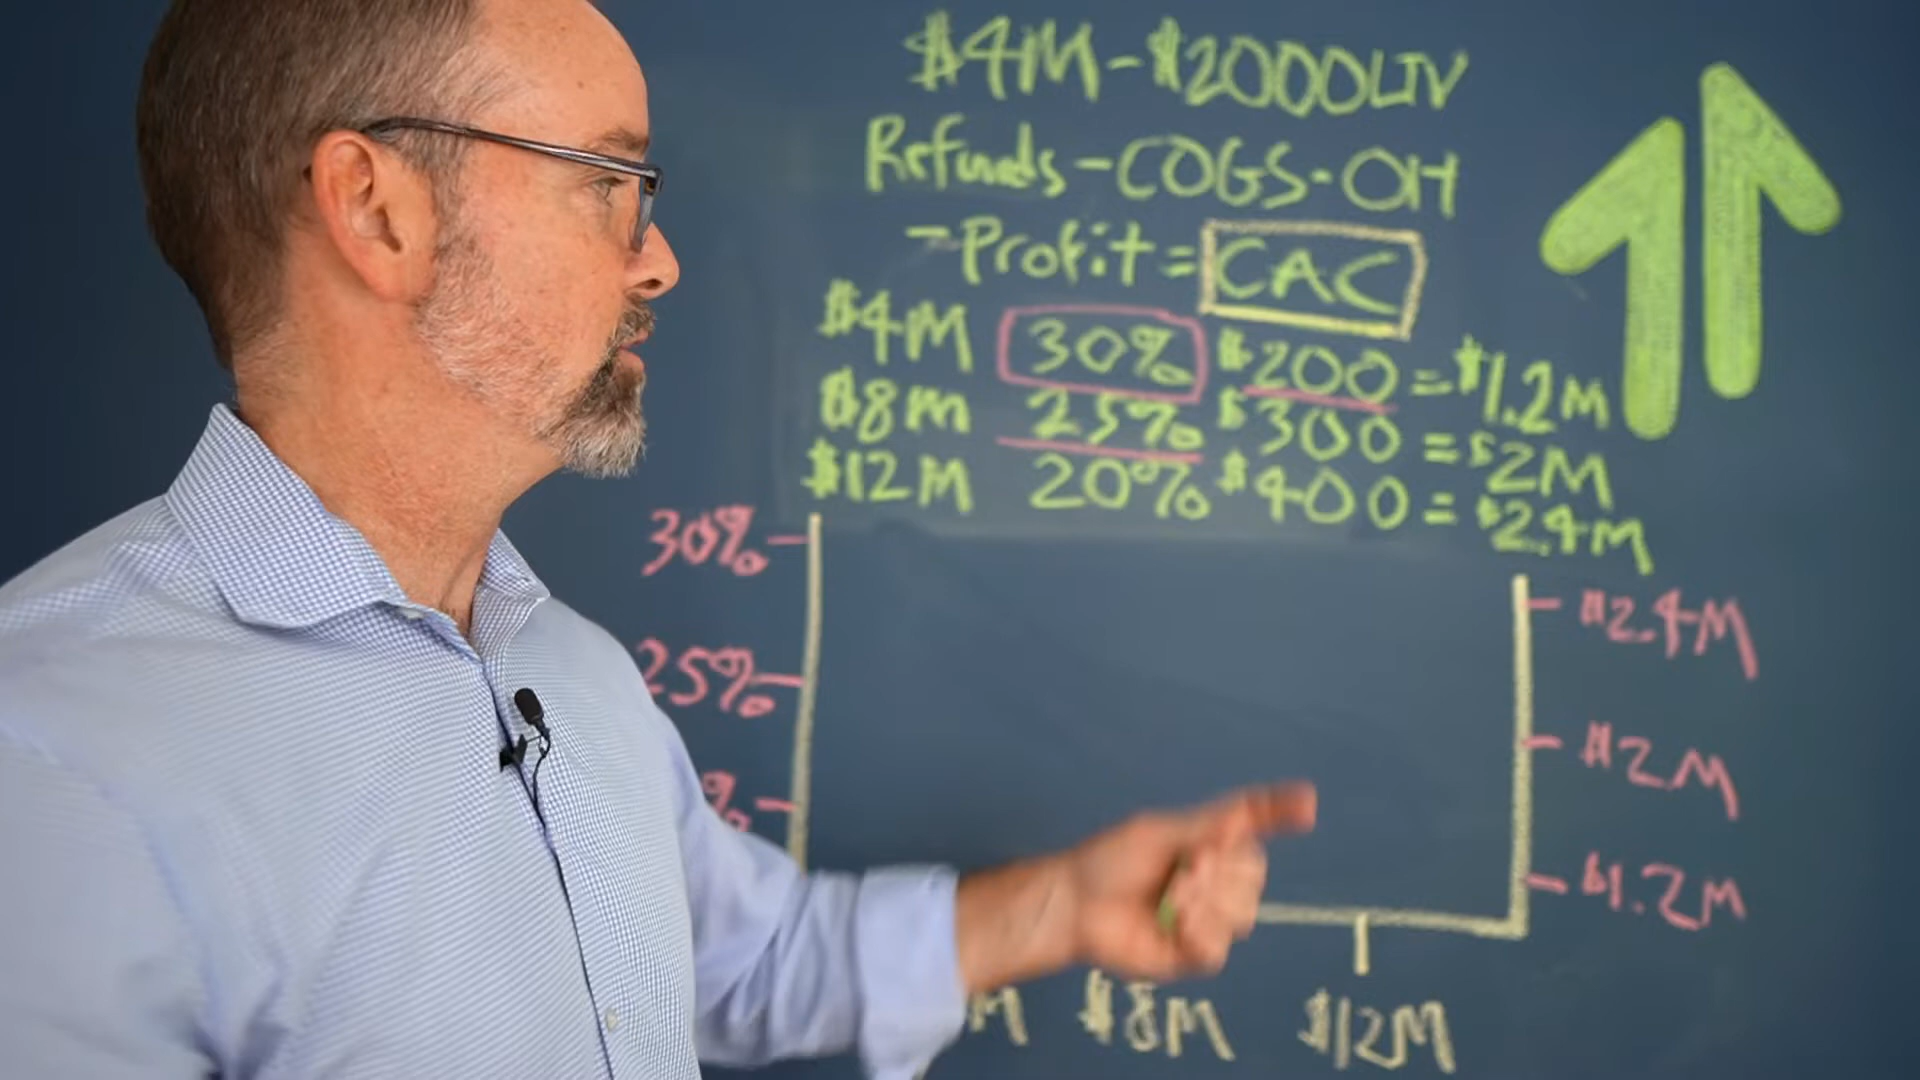 $4M-$2000LTV
Refunds-COGS-OH
-Profit=CAC
$4M 30% $200=$1.2M
$8M 25% $300=$2M
$12M 20% $400=$2.4M
30%
25%
%
$2.4M
$2M
$1.2M
M $8M $12M